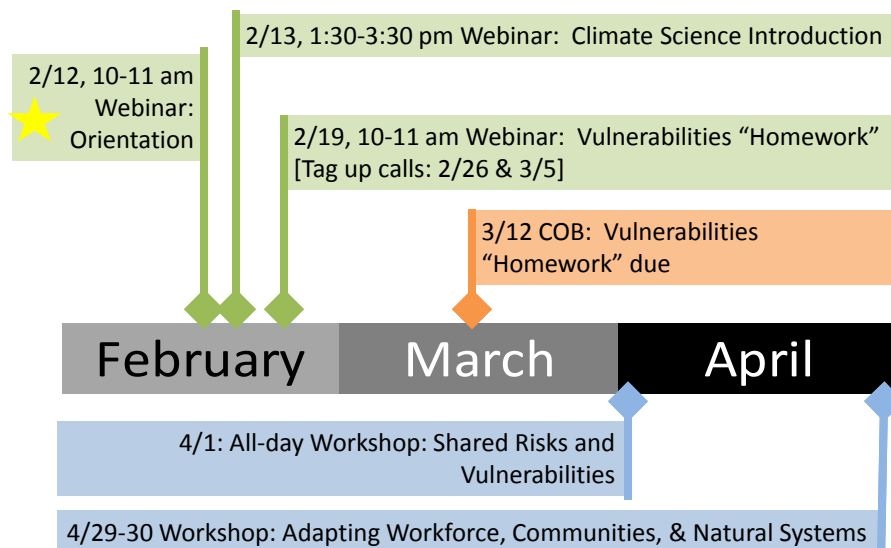 2/13, 1:30-3:30 pm Webinar:  Climate Science Introduction
2/12, 10-11 am
Webinar:
Orientation
2/19, 10-11 am Webinar:  Vulnerabilities “Homework”
[Tag up calls: 2/26 & 3/5]
3/12 COB:  Vulnerabilities
“Homework” due
February
March
April
4/1: All-day Workshop: Shared Risks and
Vulnerabilities
4/29-30 Workshop: Adapting Workforce, Communities, & Natural Systems